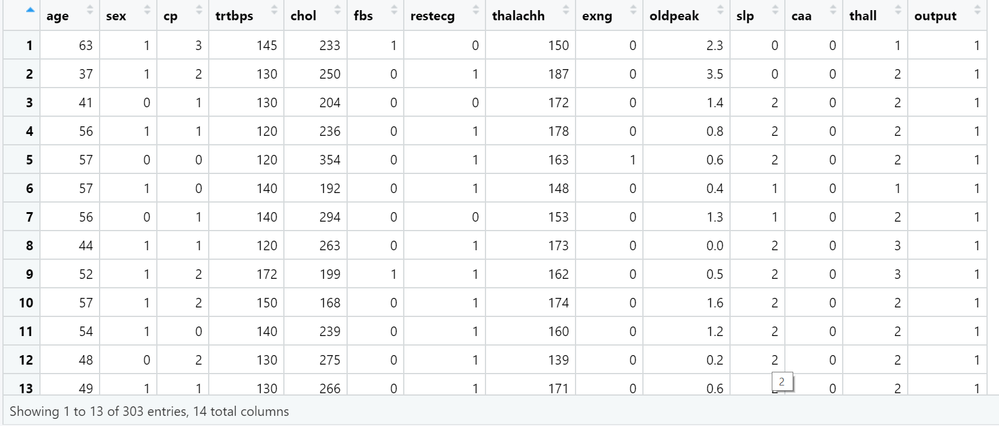 age sex cp trtbps chol fbs restecg thalachh exng oldpeak slp caa thall output
1 63 1 3 145 233 1 0 150 0 2.3 0 0 1 1
2 37 1 2 130 250 0 1 187 0 3.5 0 0 2 1
3 41 0 1 130 204 0 0 172 0 1.4 2 0 2 1
4 56 1 1 120 236 0 1 178 0 0.8 2 0 2 1
5 57 0 0 120 354 0 1 163 1 0.6 2 0 2 1
6 57 1 0 140 192 0 1 148 0 0.4 1 0 1 1
7 56 0 1 140 294 0 0 153 0 1.3 1 0 2 1
8 44 1 1 120 263 0 1 173 0 0.0 2 0 3 1
9 52 1 2 172 199 1 1 162 0 0.5 2 0 3 1
10 57 1 2 150 168 0 1 174 0 1.6 2 0 2 1
11 54 1 0 140 239 0 1 160 0 1.2 2 0 2 1
12 48 0 2 130 275 0 1 139 0 0.2 2 0 2 1
13 49 1 1 130 266 0 1 171 0 0.6 0 2 1
2
Showing 1 to 13 of 303 entries, 14 total columns